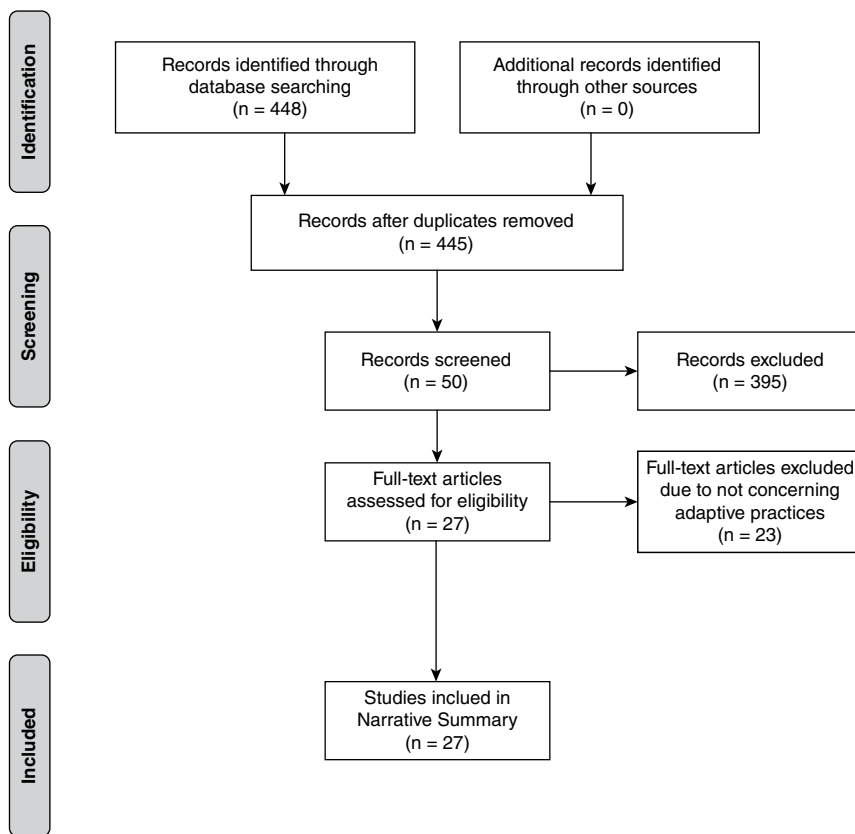 Identification
Records identified through
database searching
(n = 448)
Additional records identified
through other sources
(n = 0)
Records after duplicates removed
(n = 445)
Screening
Records screened
(n = 50)
Records excluded
(n = 395)
Eligibility
Full-text articles
assessed for eligibility
(n = 27)
Full-text articles excluded
due to not concerning
adaptive practices
(n = 23)
Included
Studies inclued in
Narrative Summary
(n = 27)